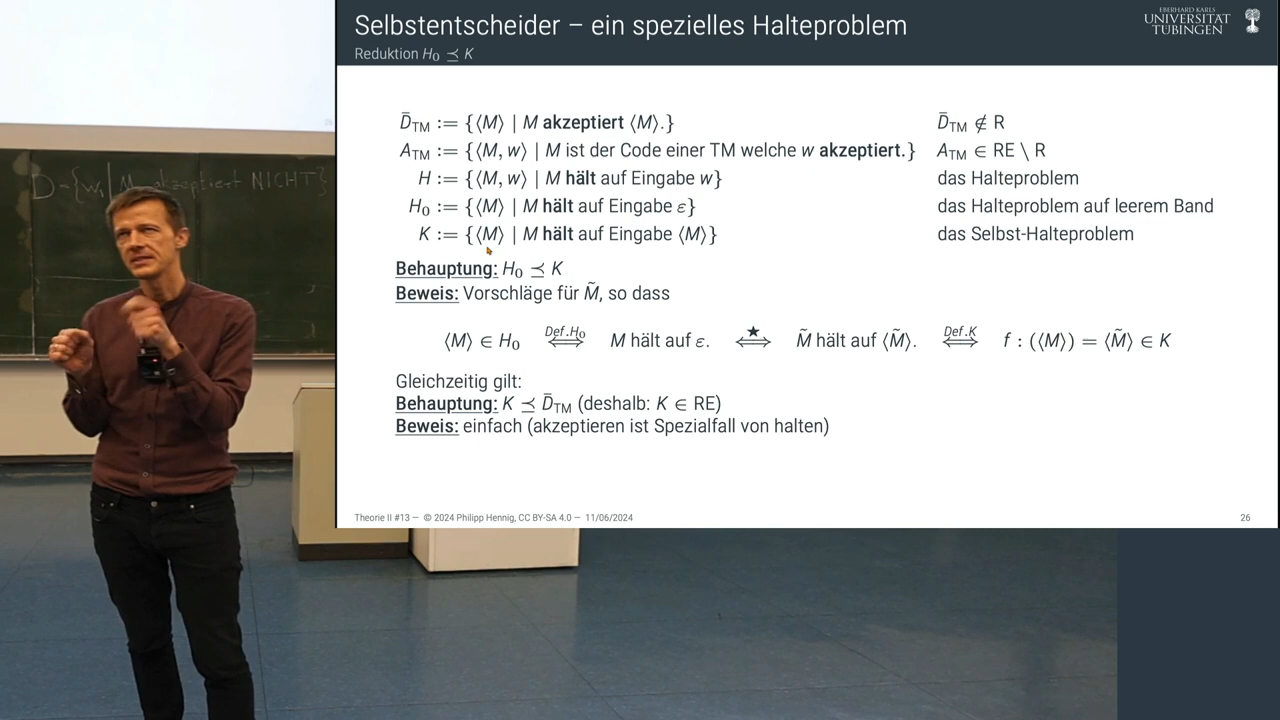 Selbstentscheider – ein spezielles Halteproblem
Reduktion H₀ ⪯ K
EBERHARD KARLS
UNIVERSITÄT
TÜBINGEN
D̄_TM := {⟨M⟩ | M akzeptiert ⟨M⟩.} D̄_TM ∉ R
A_TM := {⟨M, w⟩ | M ist der Code einer TM welche w akzeptiert.} A_TM ∈ RE \ R
H := {⟨M, w⟩ | M hält auf Eingabe w} das Halteproblem
H₀ := {⟨M⟩ | M hält auf Eingabe ε} das Halteproblem auf leerem Band
K := {⟨M⟩ | M hält auf Eingabe ⟨M⟩} das Selbst-Halteproblem
Behauptung: H₀ ⪯ K
Beweis: Vorschläge für M̃, so dass
⟨M⟩ ∈ H₀ ⟺ (Def.H₀) M hält auf ε. ⟺ (★) M̃ hält auf ⟨M̃⟩. ⟺ (Def.K) f : (⟨M⟩) = ⟨M̃⟩ ∈ K
Gleichzeitig gilt:
Behauptung: K ⪯ D̄_TM (deshalb: K ∈ RE)
Beweis: einfach (akzeptieren ist Spezialfall von halten)
Theorie II #13 — © 2024 Philipp Hennig, CC BY-SA 4.0 — 11/06/2024 26
D={w_i | M akzeptiert NICHT}